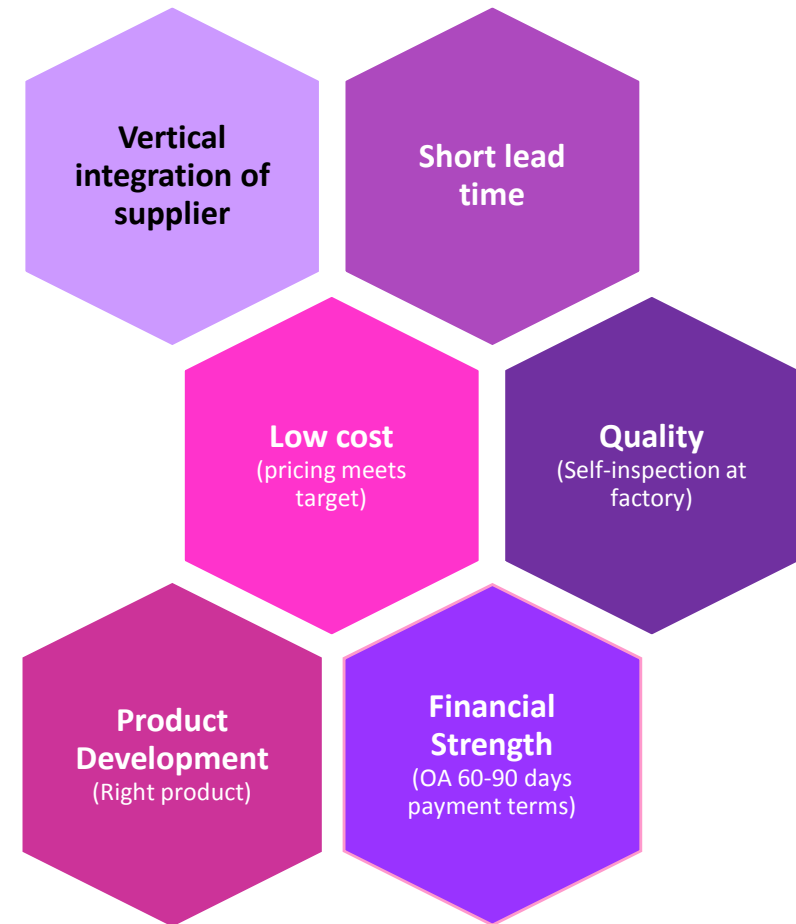 Vertical
integration of
supplier
Short lead
time
Low cost
(pricing meets
target)
Quality
(Self-inspection at
factory)
Product
Development
(Right product)
Financial
Strength
(OA 60-90 days
payment terms)